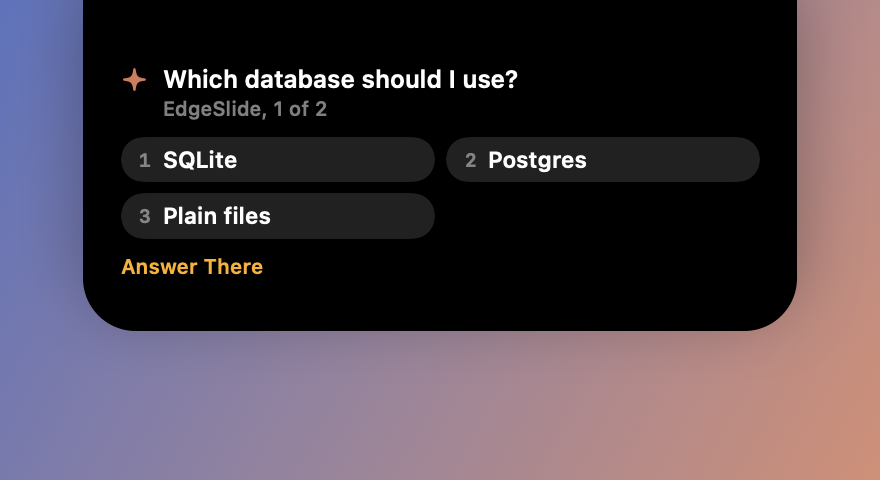 Which database should I use?
EdgeSlide, 1 of 2
1 SQLite
2 Postgres
3 Plain files
Answer There